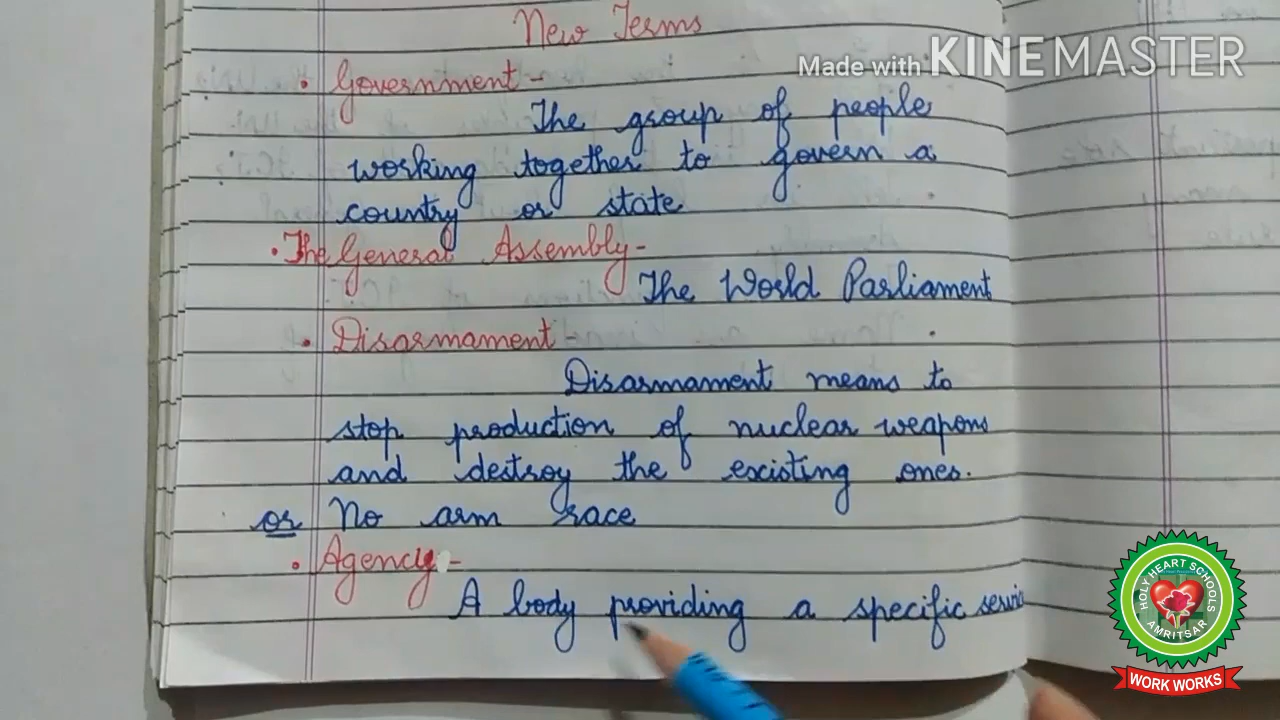 New Terms
Made with KINEMASTER
• Government -
The group of people
working together to govern a
country or state
• The General Assembly -
The World Parliament
• Disarmament -
Disarmament means to
stop production of nuclear weapons
and destroy the existing ones.
or No arm race
• Agency -
A body providing a specific
HOLY HEART SCHOOLS
AMRITSAR
WORK WORKS